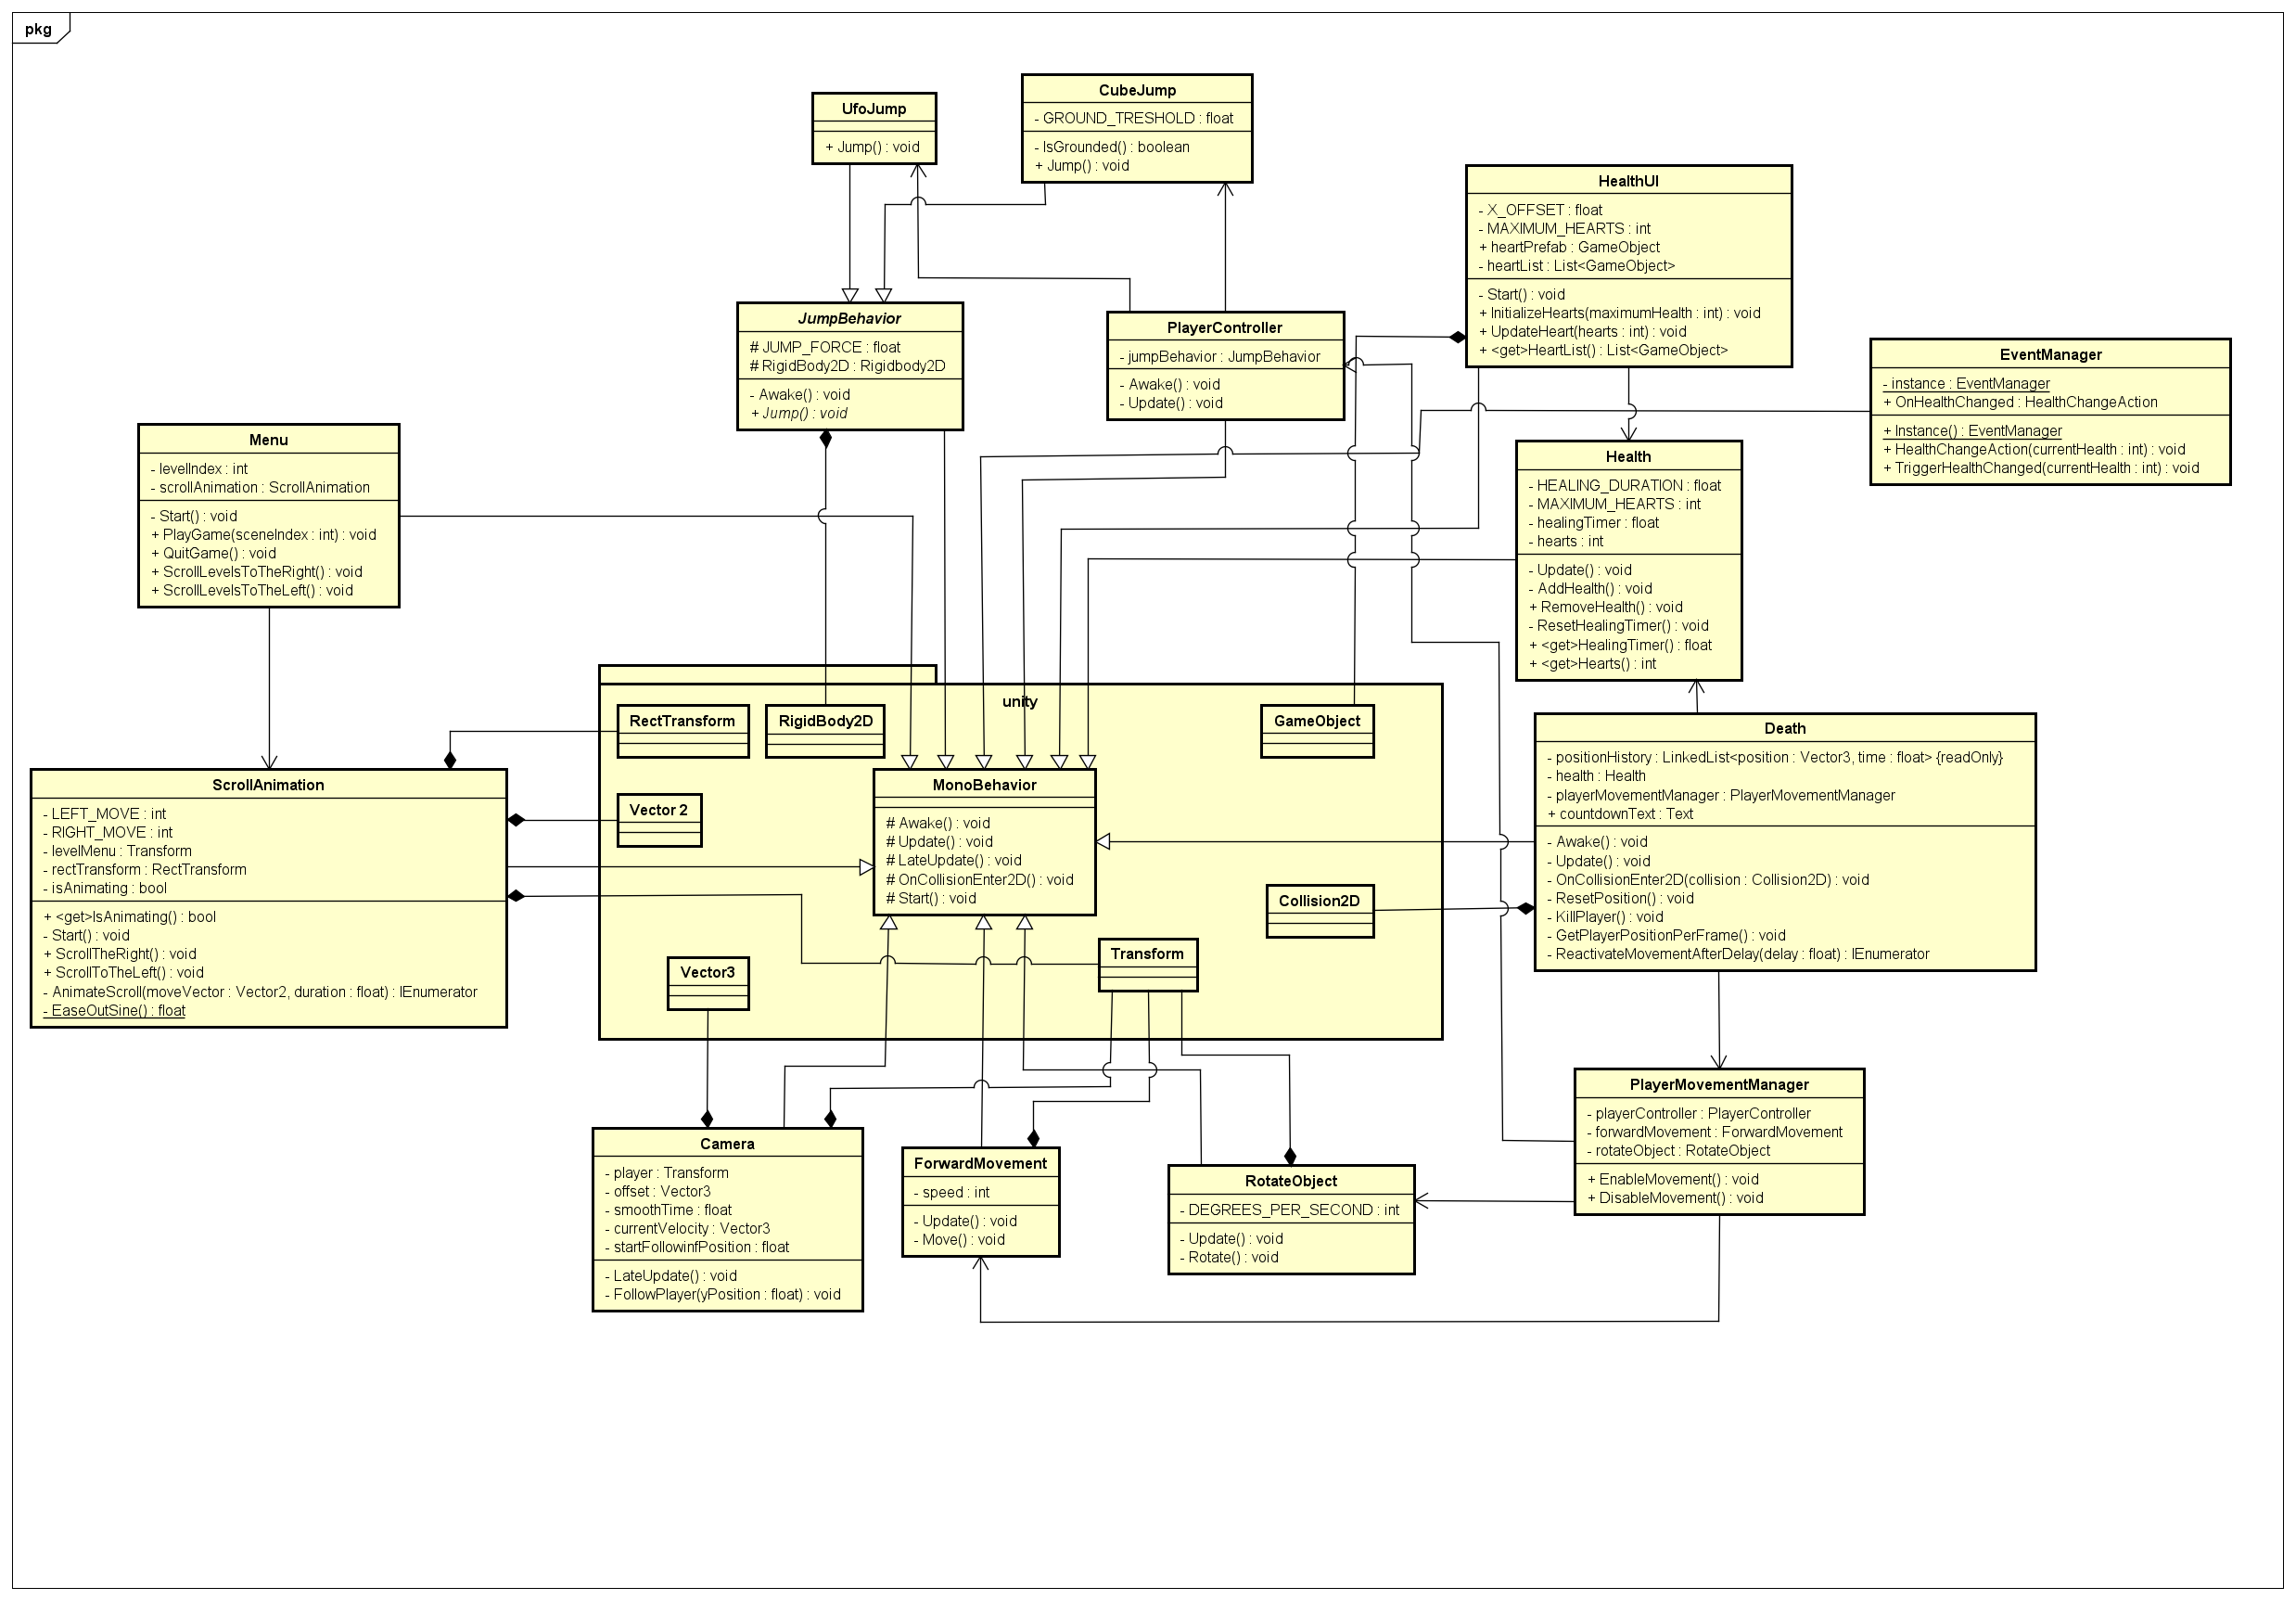 pkg
UfoJump
+ Jump() : void
CubeJump
- GROUND_TRESHOLD : float
- IsGrounded() : boolean
+ Jump() : void
HealthUI
- X_OFFSET : float
- MAXIMUM_HEARTS : int
+ heartPrefab : GameObject
- heartList : List<GameObject>
- Start() : void
+ InitializeHearts(maximumHealth : int) : void
+ UpdateHeart(hearts : int) : void
+ <get>HeartList() : List<GameObject>
JumpBehavior
# JUMP_FORCE : float
# RigidBody2D : Rigidbody2D
- Awake() : void
+ Jump() : void
PlayerController
- jumpBehavior : JumpBehavior
- Awake() : void
- Update() : void
EventManager
- instance : EventManager
+ OnHealthChanged : HealthChangeAction
+ Instance() : EventManager
+ HealthChangeAction(currentHealth : int) : void
+ TriggerHealthChanged(currentHealth : int) : void
Menu
- levelIndex : int
- scrollAnimation : ScrollAnimation
- Start() : void
+ PlayGame(sceneIndex : int) : void
+ QuitGame() : void
+ ScrollLevelsToTheRight() : void
+ ScrollLevelsToTheLeft() : void
Health
- HEALING_DURATION : float
- MAXIMUM_HEARTS : int
- healingTimer : float
- hearts : int
- Update() : void
- AddHealth() : void
+ RemoveHealth() : void
- ResetHealingTimer() : void
+ <get>HealingTimer() : float
+ <get>Hearts() : int
unity
RectTransform
RigidBody2D
GameObject
Vector 2
MonoBehavior
# Awake() : void
# Update() : void
# LateUpdate() : void
# OnCollisionEnter2D() : void
# Start() : void
Collision2D
Transform
Vector3
ScrollAnimation
- LEFT_MOVE : int
- RIGHT_MOVE : int
- levelMenu : Transform
- rectTransform : RectTransform
- isAnimating : bool
+ <get>IsAnimating() : bool
- Start() : void
+ ScrollTheRight() : void
+ ScrollToTheLeft() : void
- AnimateScroll(moveVector : Vector2, duration : float) : IEnumerator
- EaseOutSine() : float
Death
- positionHistory : LinkedList<position : Vector3, time : float> {readOnly}
- health : Health
- playerMovementManager : PlayerMovementManager
+ countdownText : Text
- Awake() : void
- Update() : void
- OnCollisionEnter2D(collision : Collision2D) : void
- ResetPosition() : void
- KillPlayer() : void
- GetPlayerPositionPerFrame() : void
- ReactivateMovementAfterDelay(delay : float) : IEnumerator
Camera
- player : Transform
- offset : Vector3
- smoothTime : float
- currentVelocity : Vector3
- startFollowinfPosition : float
- LateUpdate() : void
- FollowPlayer(yPosition : float) : void
ForwardMovement
- speed : int
- Update() : void
- Move() : void
RotateObject
- DEGREES_PER_SECOND : int
- Update() : void
- Rotate() : void
PlayerMovementManager
- playerController : PlayerController
- forwardMovement : ForwardMovement
- rotateObject : RotateObject
+ EnableMovement() : void
+ DisableMovement() : void